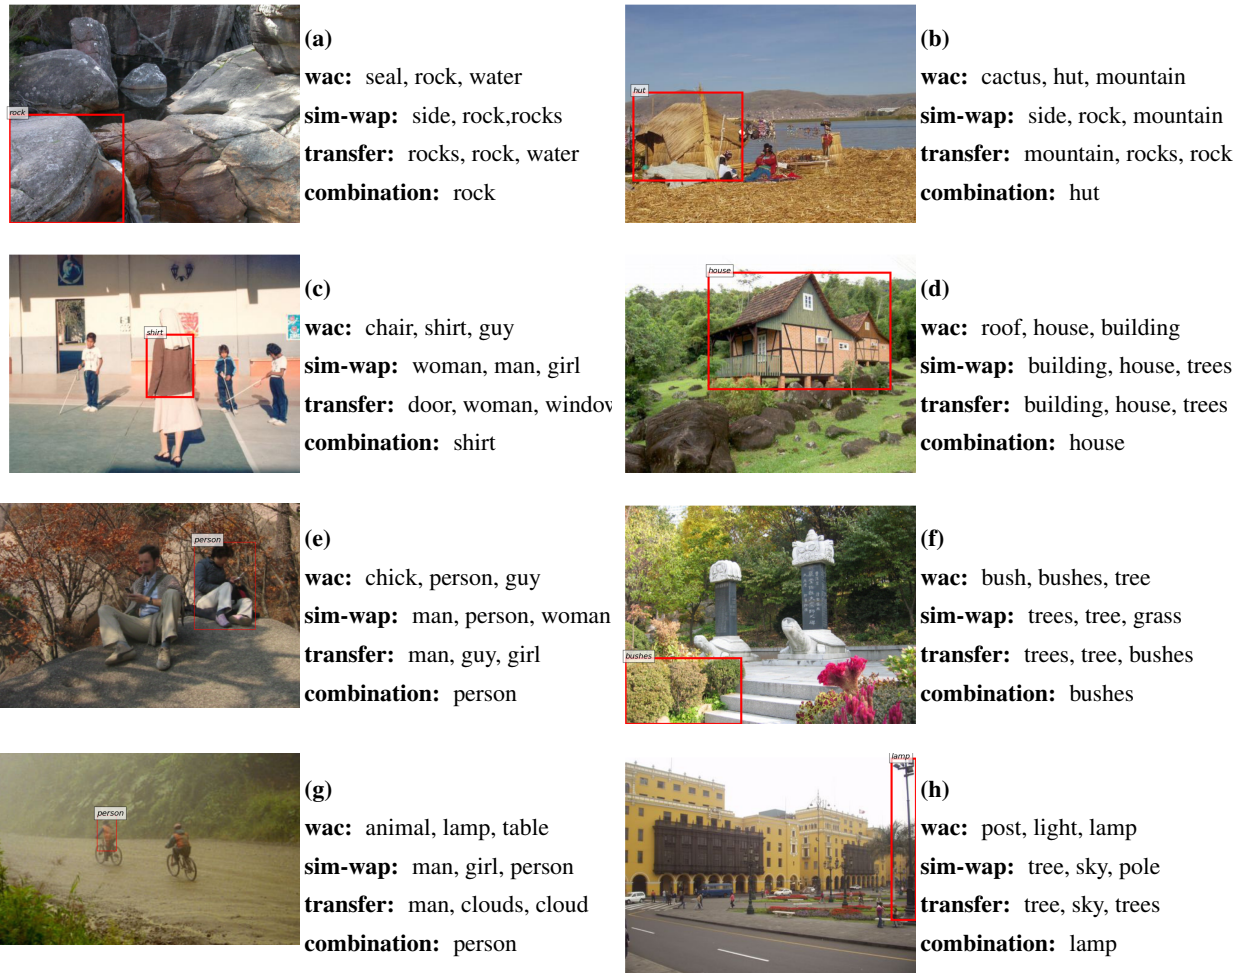 rock
(a)
wac: seal, rock, water
sim-wap: side, rock,rocks
transfer: rocks, rock, water
combination: rock
hut
(b)
wac: cactus, hut, mountain
sim-wap: side, rock, mountain
transfer: mountain, rocks, rock
combination: hut
shirt
(c)
wac: chair, shirt, guy
sim-wap: woman, man, girl
transfer: door, woman, window
combination: shirt
house
(d)
wac: roof, house, building
sim-wap: building, house, trees
transfer: building, house, trees
combination: house
person
(e)
wac: chick, person, guy
sim-wap: man, person, woman
transfer: man, guy, girl
combination: person
bushes
(f)
wac: bush, bushes, tree
sim-wap: trees, tree, grass
transfer: trees, tree, bushes
combination: bushes
person
(g)
wac: animal, lamp, table
sim-wap: man, girl, person
transfer: man, clouds, cloud
combination: person
lamp
(h)
wac: post, light, lamp
sim-wap: tree, sky, pole
transfer: tree, sky, trees
combination: lamp